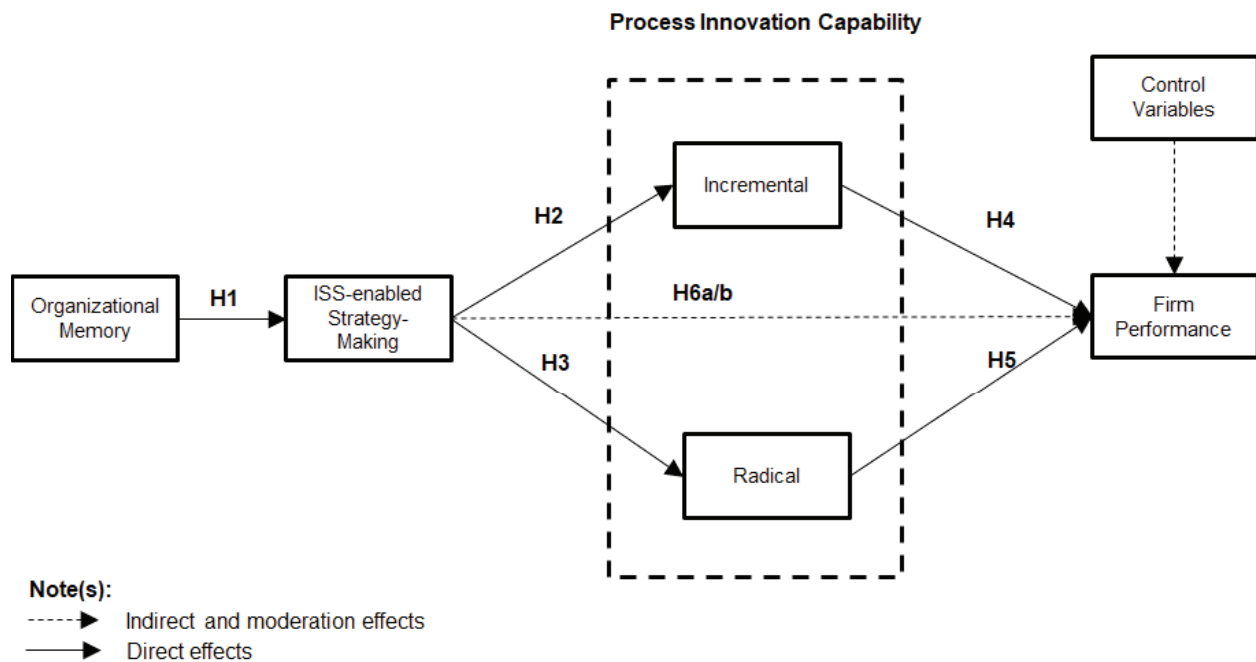 Process Innovation Capability
Control
Variables
Incremental
H2
H4
Organizational
Memory
H1
ISS-enabled
Strategy-
Making
H6a/b
Firm
Performance
H3
H5
Radical
Note(s):
Indirect and moderation effects
Direct effects